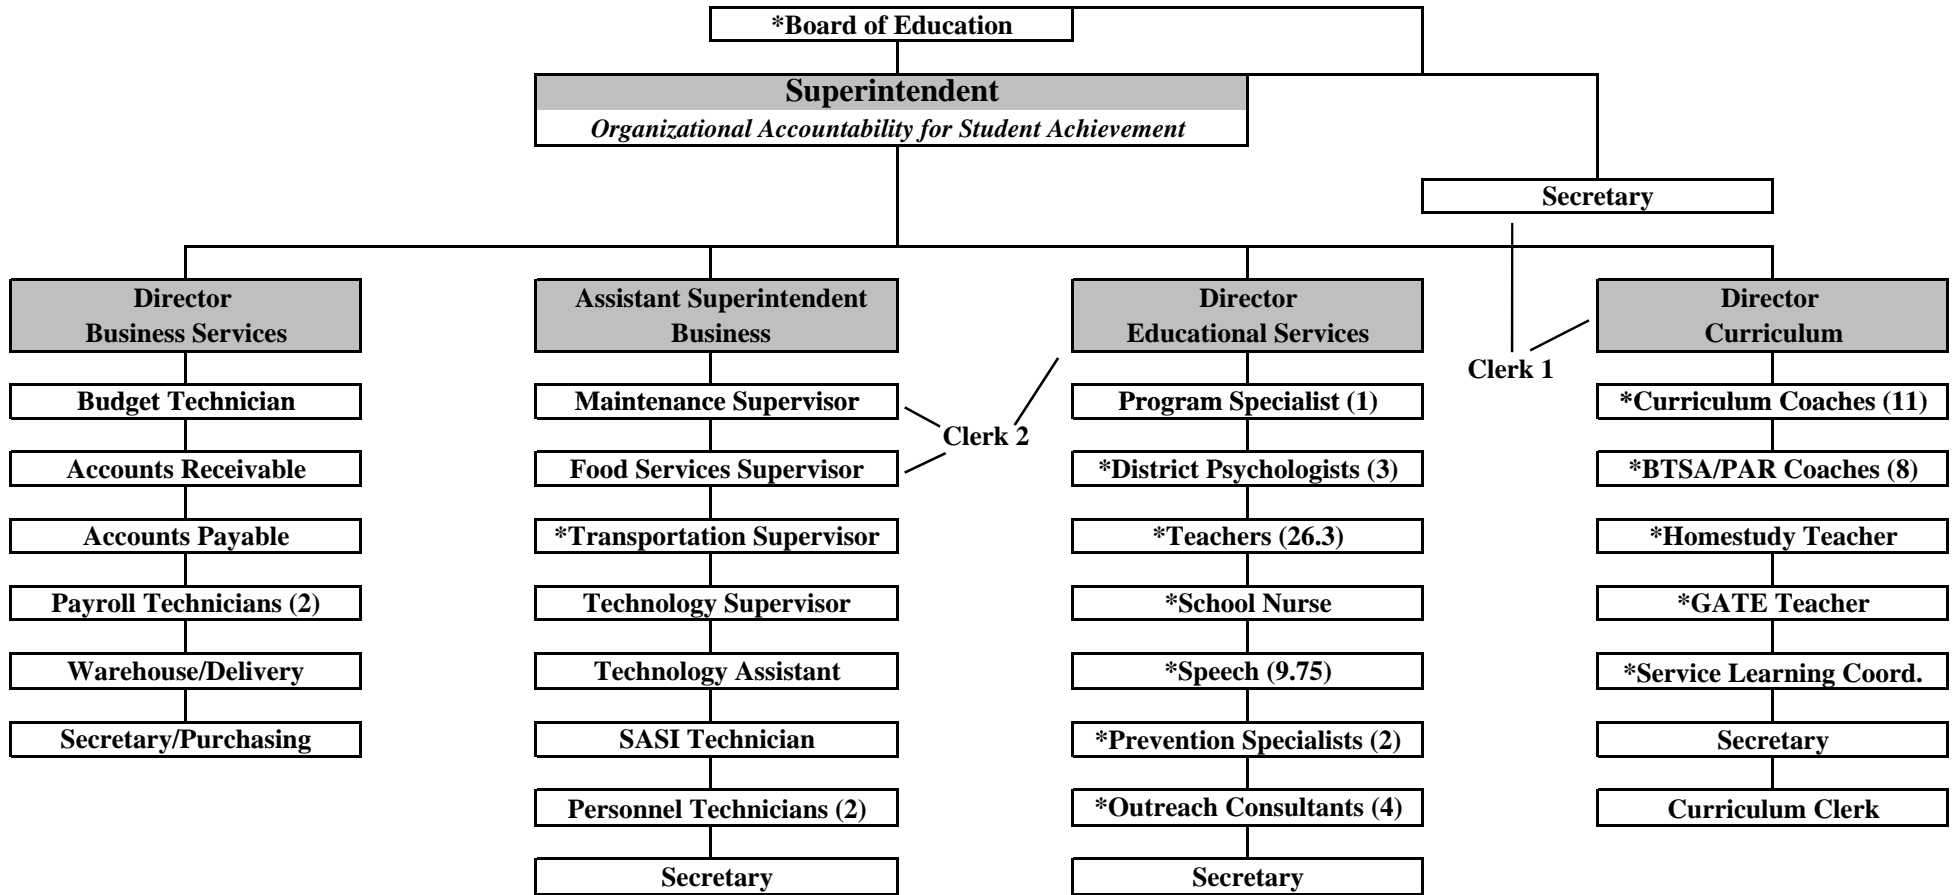 *Board of Education
Superintendent
Organizational Accountability for Student Achievement
Secretary
Director
Business Services
Budget Technician
Accounts Receivable
Accounts Payable
Payroll Technicians (2)
Warehouse/Delivery
Secretary/Purchasing
Assistant Superintendent
Business
Maintenance Supervisor
Food Services Supervisor
*Transportation Supervisor
Technology Supervisor
Technology Assistant
SASI Technician
Personnel Technicians (2)
Secretary
Clerk 2
Director
Educational Services
Program Specialist (1)
*District Psychologists (3)
*Teachers (26.3)
*School Nurse
*Speech (9.75)
*Prevention Specialists (2)
*Outreach Consultants (4)
Secretary
Clerk 1
Director
Curriculum
*Curriculum Coaches (11)
*BTSA/PAR Coaches (8)
*Homestudy Teacher
*GATE Teacher
*Service Learning Coord.
Secretary
Curriculum Clerk